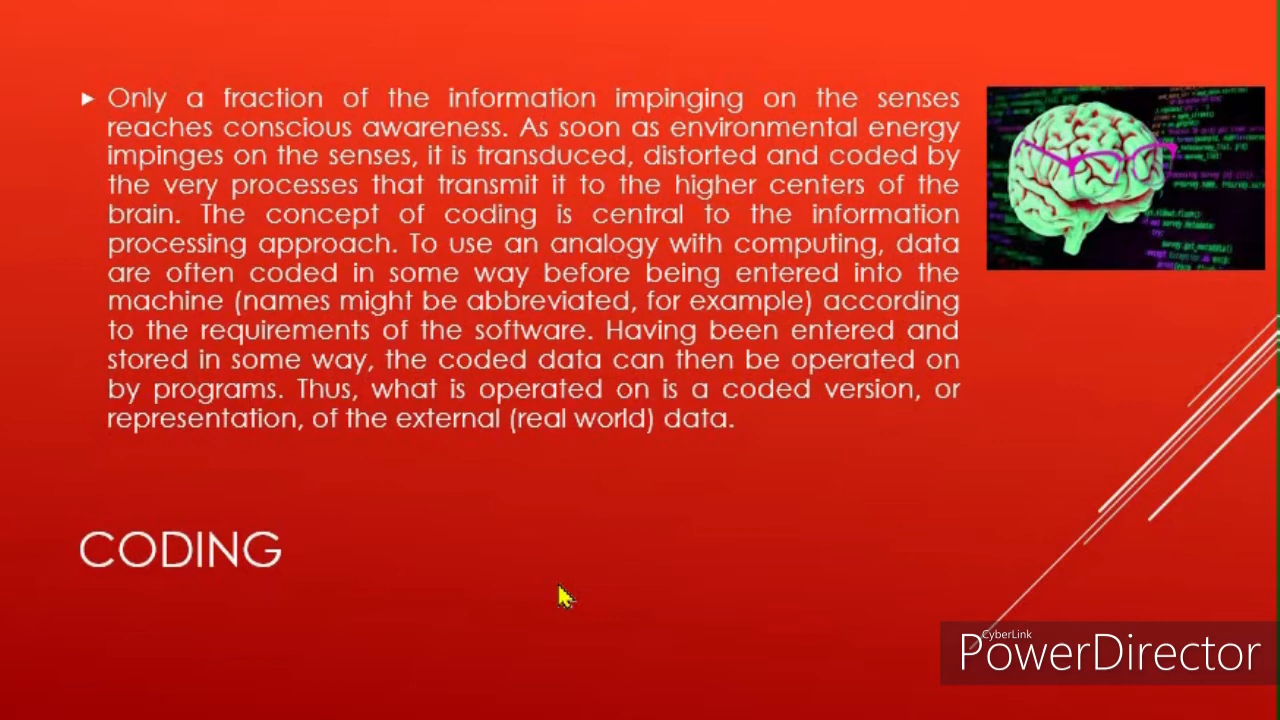 Only a fraction of the information impinging on the senses
reaches conscious awareness. As soon as environmental energy
impinges on the senses, it is transduced, distorted and coded by
the very processes that transmit it to the higher centers of the
brain. The concept of coding is central to the information
processing approach. To use an analogy with computing, data
are often coded in some way before being entered into the
machine (names might be abbreviated, for example) according
to the requirements of the software. Having been entered and
stored in some way, the coded data can then be operated on
by programs. Thus, what is operated on is a coded version, or
representation, of the external (real world) data.
CODING
CyberLink
PowerDirector